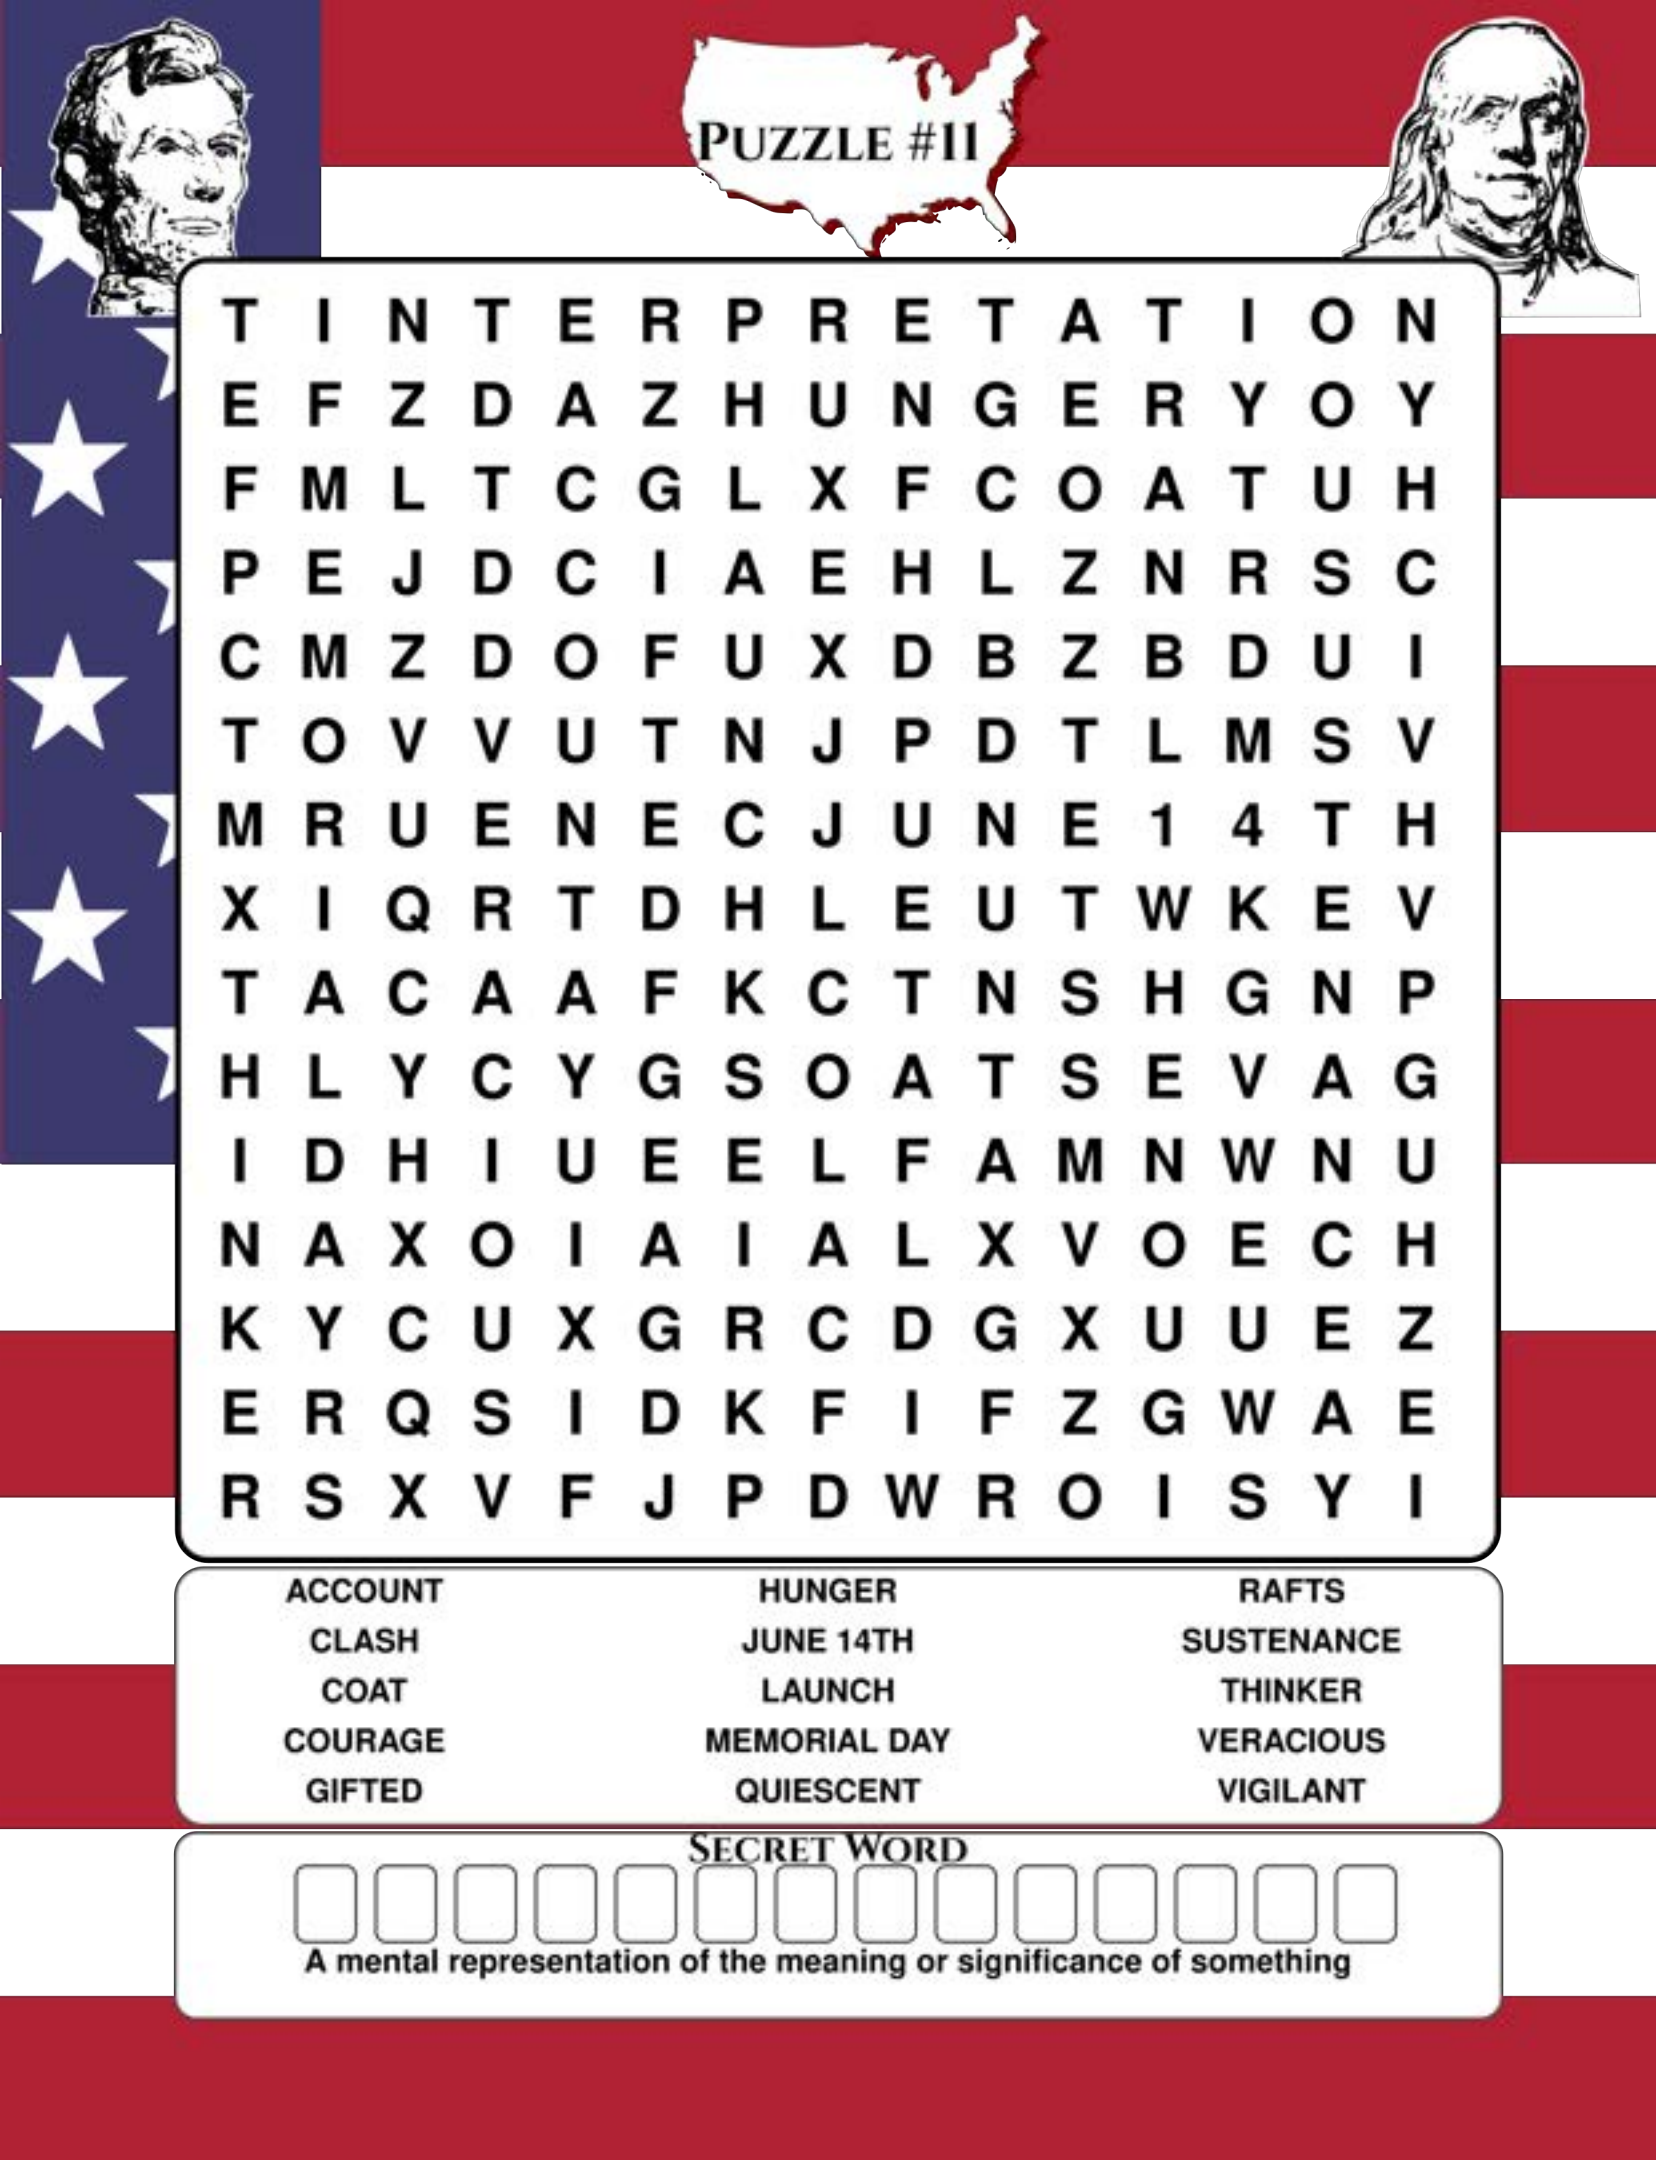 PUZZLE #11
T I N T E R P R E T A T I O N
E F Z D A Z H U N G E R Y O Y
F M L T C G L X F C O A T U H
P E J D C I A E H L Z N R S C
C M Z D O F U X D B Z B D U I
T O V V U T N J P D T L M S V
M R U E N E C J U N E 1 4 T H
X I Q R T D H L E U T W K E V
T A C A A F K C T N S H G N P
H L Y C Y G S O A T S E V A G
I D H I U E E L F A M N W N U
N A X O I A I A L X V O E C H
K Y C U X G R C D G X U U E Z
E R Q S I D K F I F Z G W A E
R S X V F J P D W R O I S Y I
ACCOUNT HUNGER RAFTS
CLASH JUNE 14TH SUSTENANCE
COAT LAUNCH THINKER
COURAGE MEMORIAL DAY VERACIOUS
GIFTED QUIESCENT VIGILANT
SECRET WORD
A mental representation of the meaning or significance of something